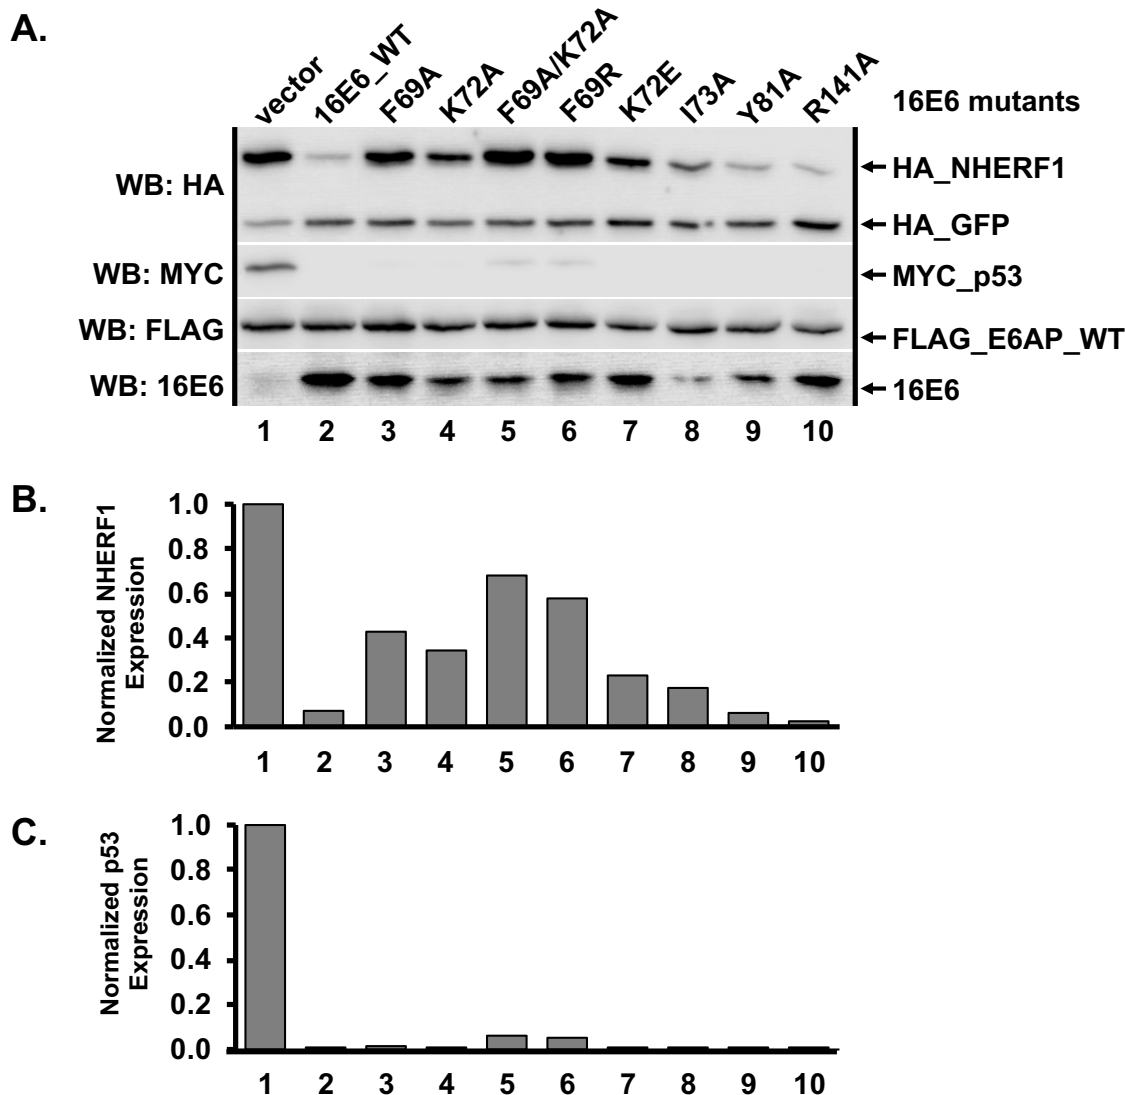 A.
vector 16E6_WT F69A K72A F69A/K72A F69R K72E I73A Y81A R141A 16E6 mutants
WB: HA
HA_NHERF1
HA_GFP
WB: MYC MYC_p53
WB: FLAG FLAG_E6AP_WT
WB: 16E6 16E6
1 2 3 4 5 6 7 8 9 10
B.
Normalized NHERF1
Expression
1.0
0.8
0.6
0.4
0.2
0.0
1 2 3 4 5 6 7 8 9 10
C.
Normalized p53
Expression
1.0
0.8
0.6
0.4
0.2
0.0
1 2 3 4 5 6 7 8 9 10